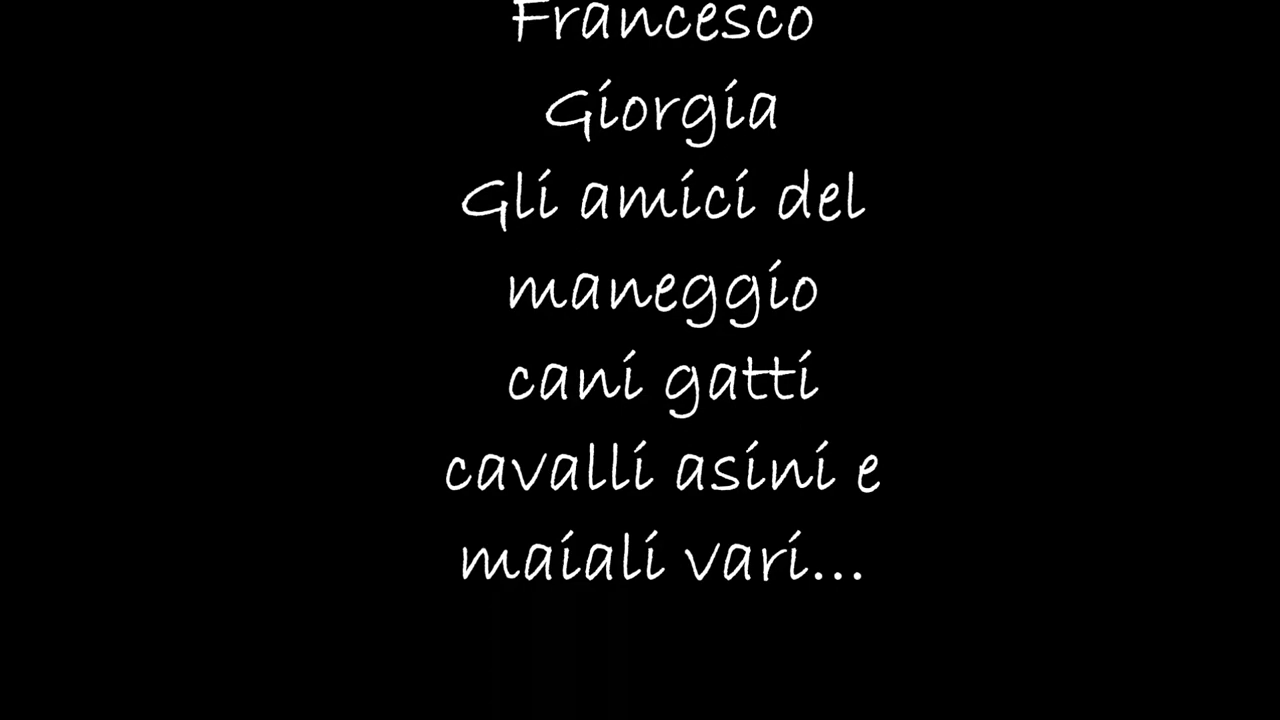 Francesco
Giorgia
Gli amici del
maneggio
cani gatti
cavalli asini e
maiali vari...